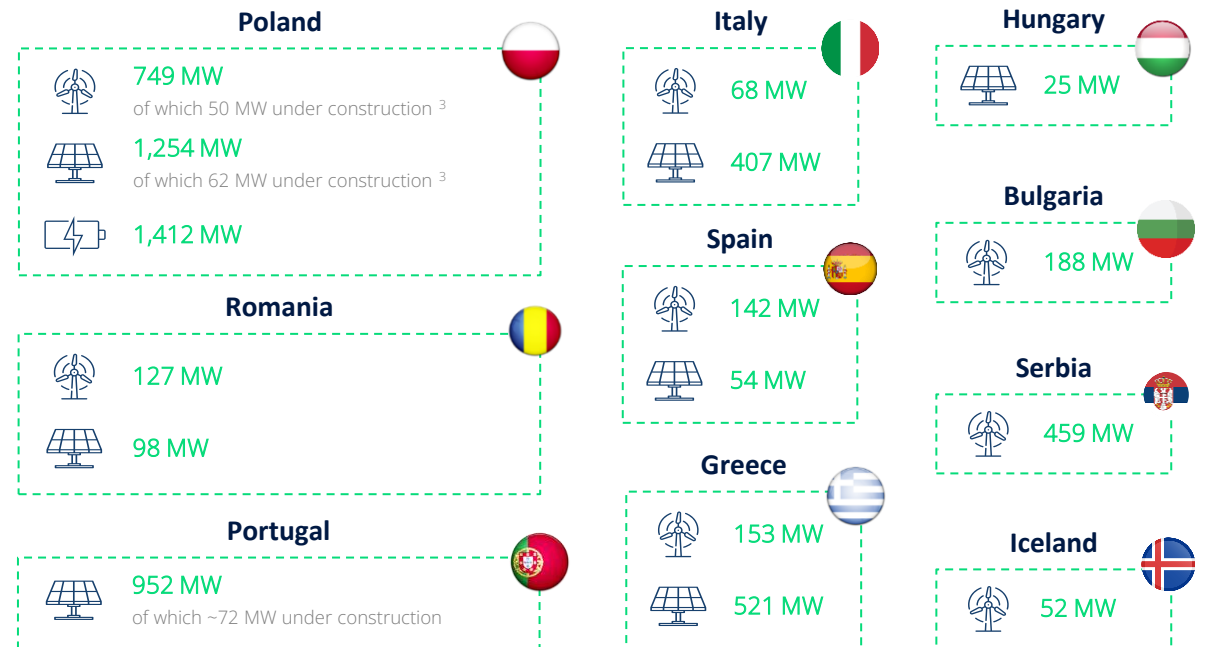 Poland
749 MW
of which 50 MW under construction 3
1,254 MW
of which 62 MW under construction 3
1,412 MW
Romania
127 MW
98 MW
Portugal
952 MW
of which ~72 MW under construction
Italy
68 MW
407 MW
Spain
142 MW
54 MW
Greece
153 MW
521 MW
Hungary
25 MW
Bulgaria
188 MW
Serbia
459 MW
Iceland
52 MW